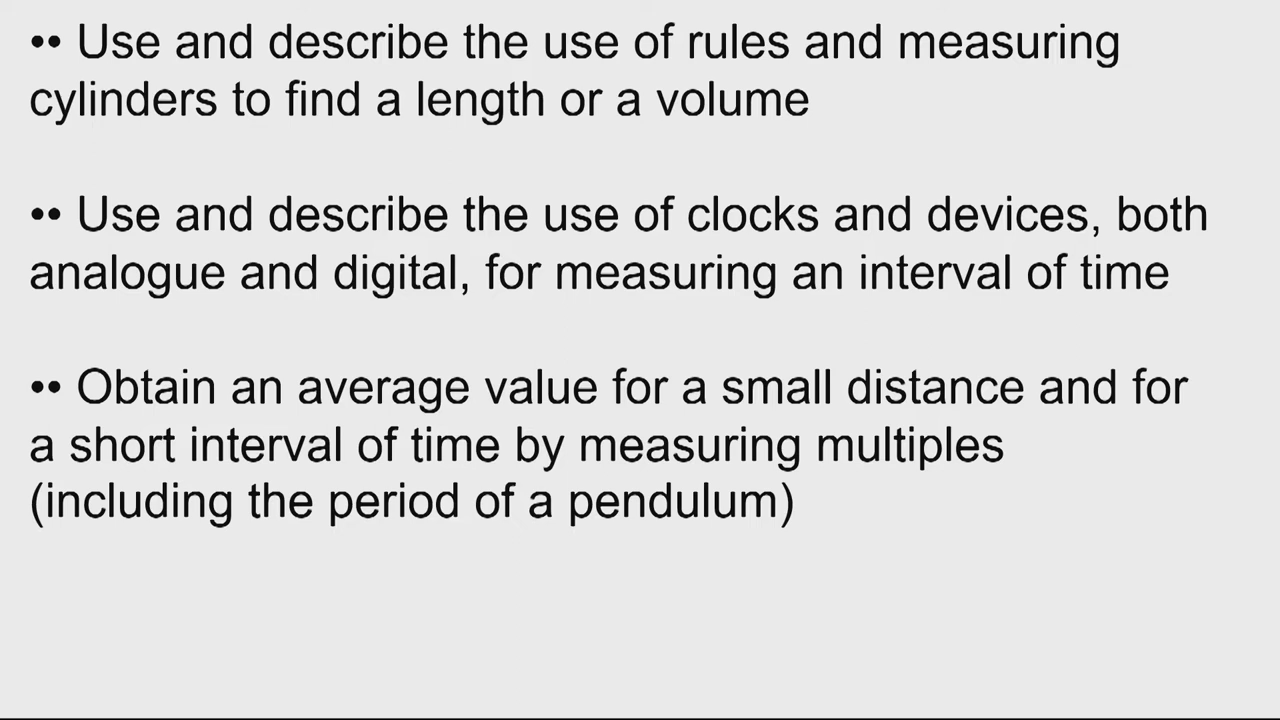 •• Use and describe the use of rules and measuring
cylinders to find a length or a volume
•• Use and describe the use of clocks and devices, both
analogue and digital, for measuring an interval of time
•• Obtain an average value for a small distance and for
a short interval of time by measuring multiples
(including the period of a pendulum)